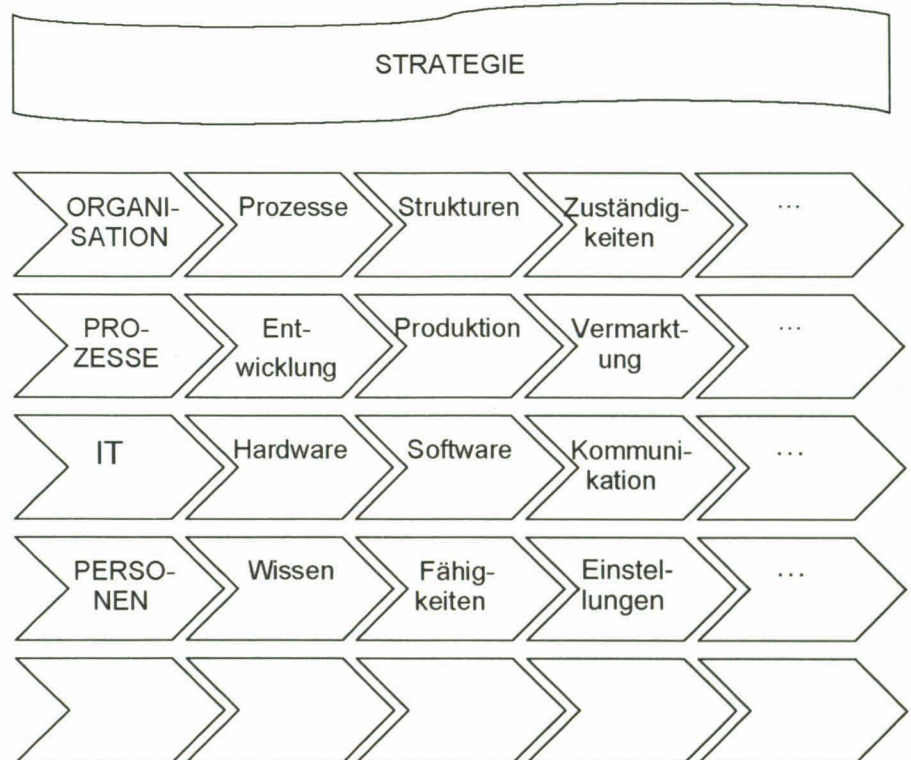 STRATEGIE
ORGANI-
SATION
Prozesse
Strukturen
Zuständig-
keiten
...
PRO-
ZESSE
Ent-
wicklung
Produktion
Vermarkt-
ung
...
IT
Hardware
Software
Kommuni-
kation
...
PERSO-
NEN
Wissen
Fähig-
keiten
Einstel-
lungen
...